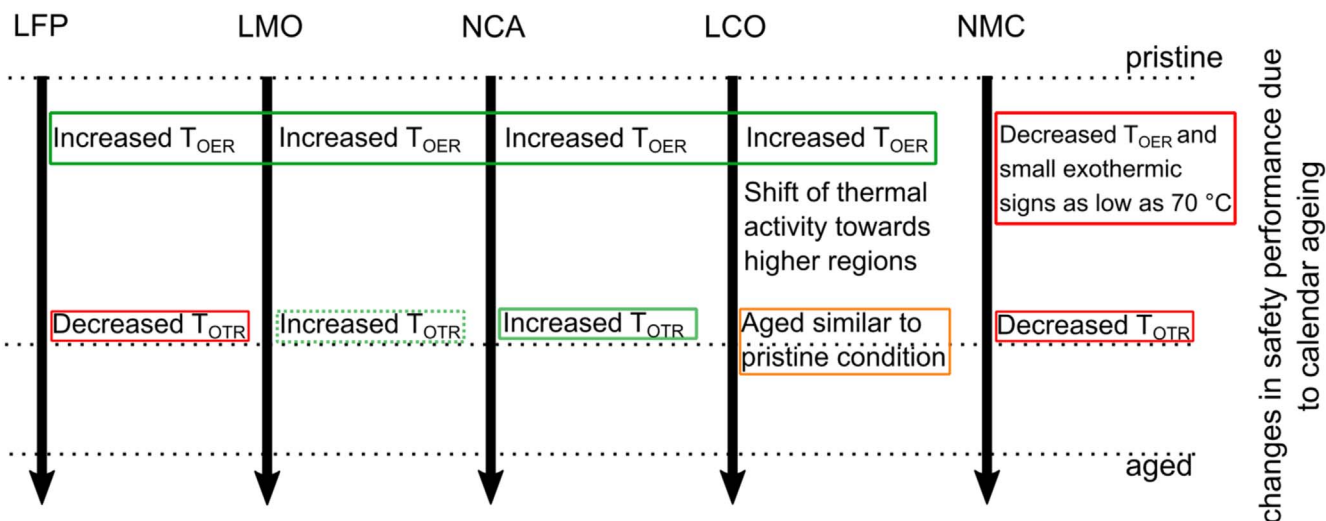 LFP
LMO
NCA
LCO
NMC
pristine
Increased T_OER
Increased T_OER
Increased T_OER
Increased T_OER
Decreased T_OER and
small exothermic
signs as low as 70 °C
Shift of thermal
activity towards
higher regions
Decreased T_OTR
Increased T_OTR
Increased T_OTR
Aged similar to
pristine condition
Decreased T_OTR
aged
changes in safety performance due
to calendar ageing